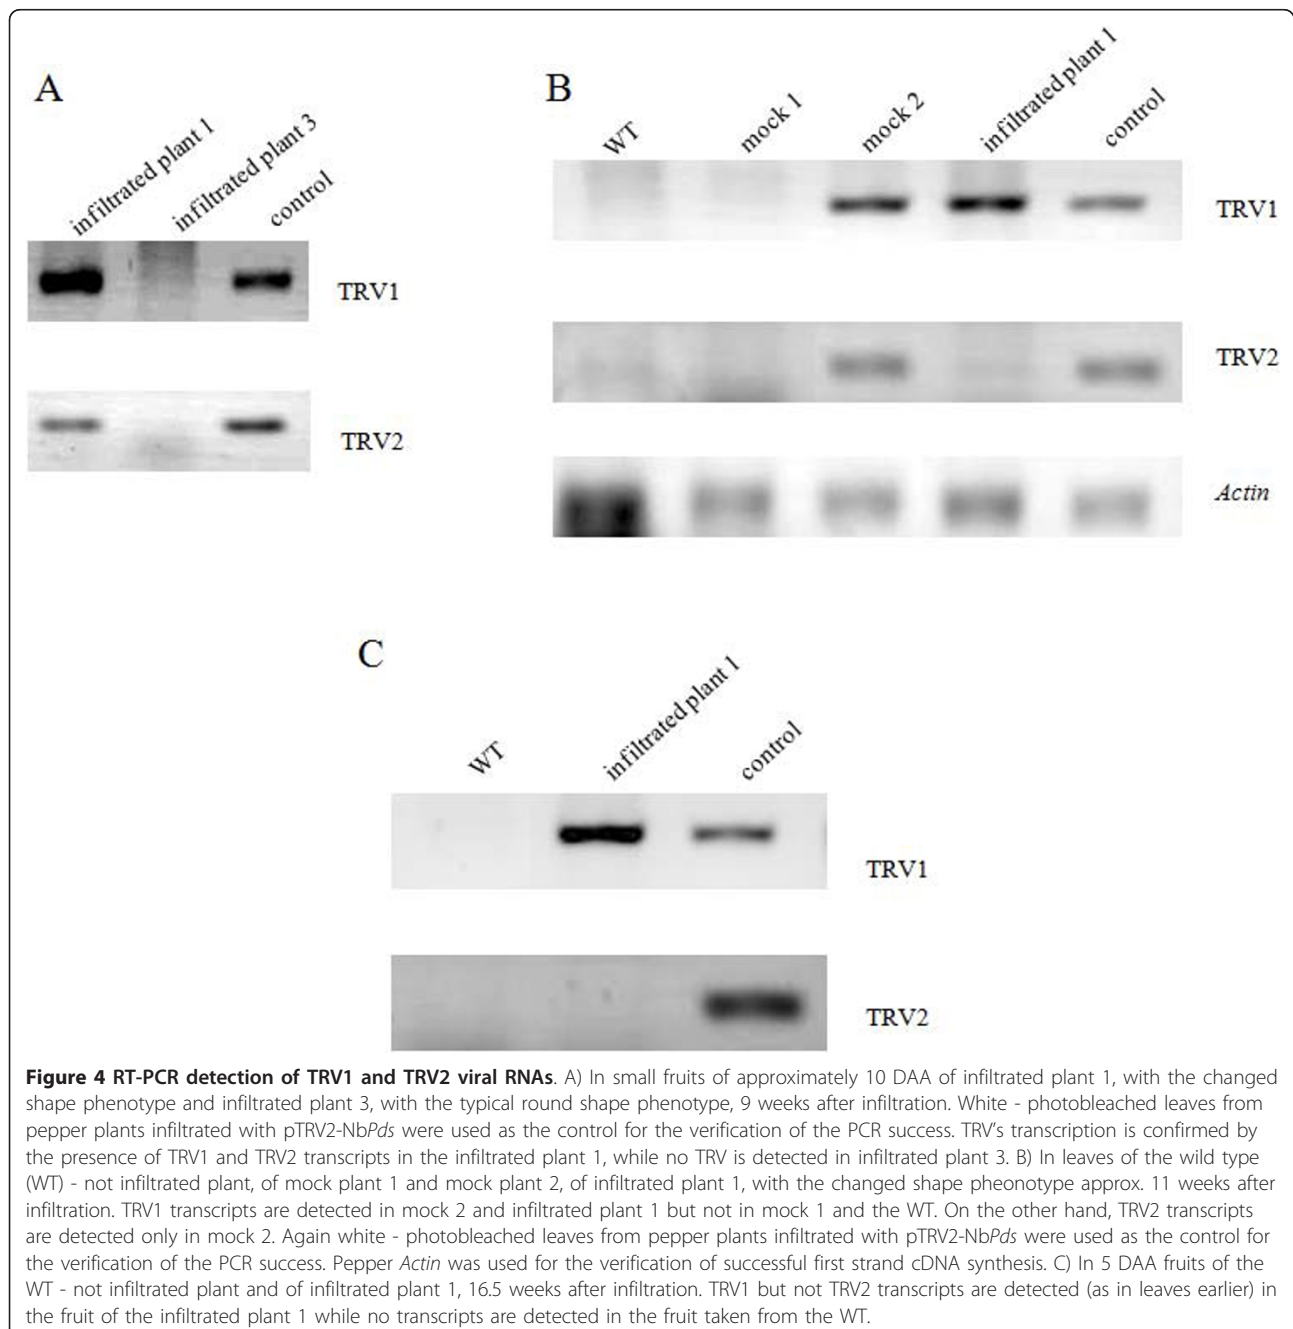 A
infiltrated plant 1
infiltrated plant 3
control
TRV1
TRV2
B
WT
mock 1
mock 2
infiltrated plant 1
control
TRV1
TRV2
Actin
C
WT
infiltrated plant 1
control
TRV1
TRV2
Figure 4 RT-PCR detection of TRV1 and TRV2 viral RNAs. A) In small fruits of approximately 10 DAA of infiltrated plant 1, with the changed
shape phenotype and infiltrated plant 3, with the typical round shape phenotype, 9 weeks after infiltration. White - photobleached leaves from
pepper plants infiltrated with pTRV2-NbPds were used as the control for the verification of the PCR success. TRV's transcription is confirmed by
the presence of TRV1 and TRV2 transcripts in the infiltrated plant 1, while no TRV is detected in infiltrated plant 3. B) In leaves of the wild type
(WT) - not infiltrated plant, of mock plant 1 and mock plant 2, of infiltrated plant 1, with the changed shape pheonotype approx. 11 weeks after
infiltration. TRV1 transcripts are detected in mock 2 and infiltrated plant 1 but not in mock 1 and the WT. On the other hand, TRV2 transcripts
are detected only in mock 2. Again white - photobleached leaves from pepper plants infiltrated with pTRV2-NbPds were used as the control for
the verification of the PCR success. Pepper Actin was used for the verification of successful first strand cDNA synthesis. C) In 5 DAA fruits of the
WT - not infiltrated plant and of infiltrated plant 1, 16.5 weeks after infiltration. TRV1 but not TRV2 transcripts are detected (as in leaves earlier) in
the fruit of the infiltrated plant 1 while no transcripts are detected in the fruit taken from the WT.